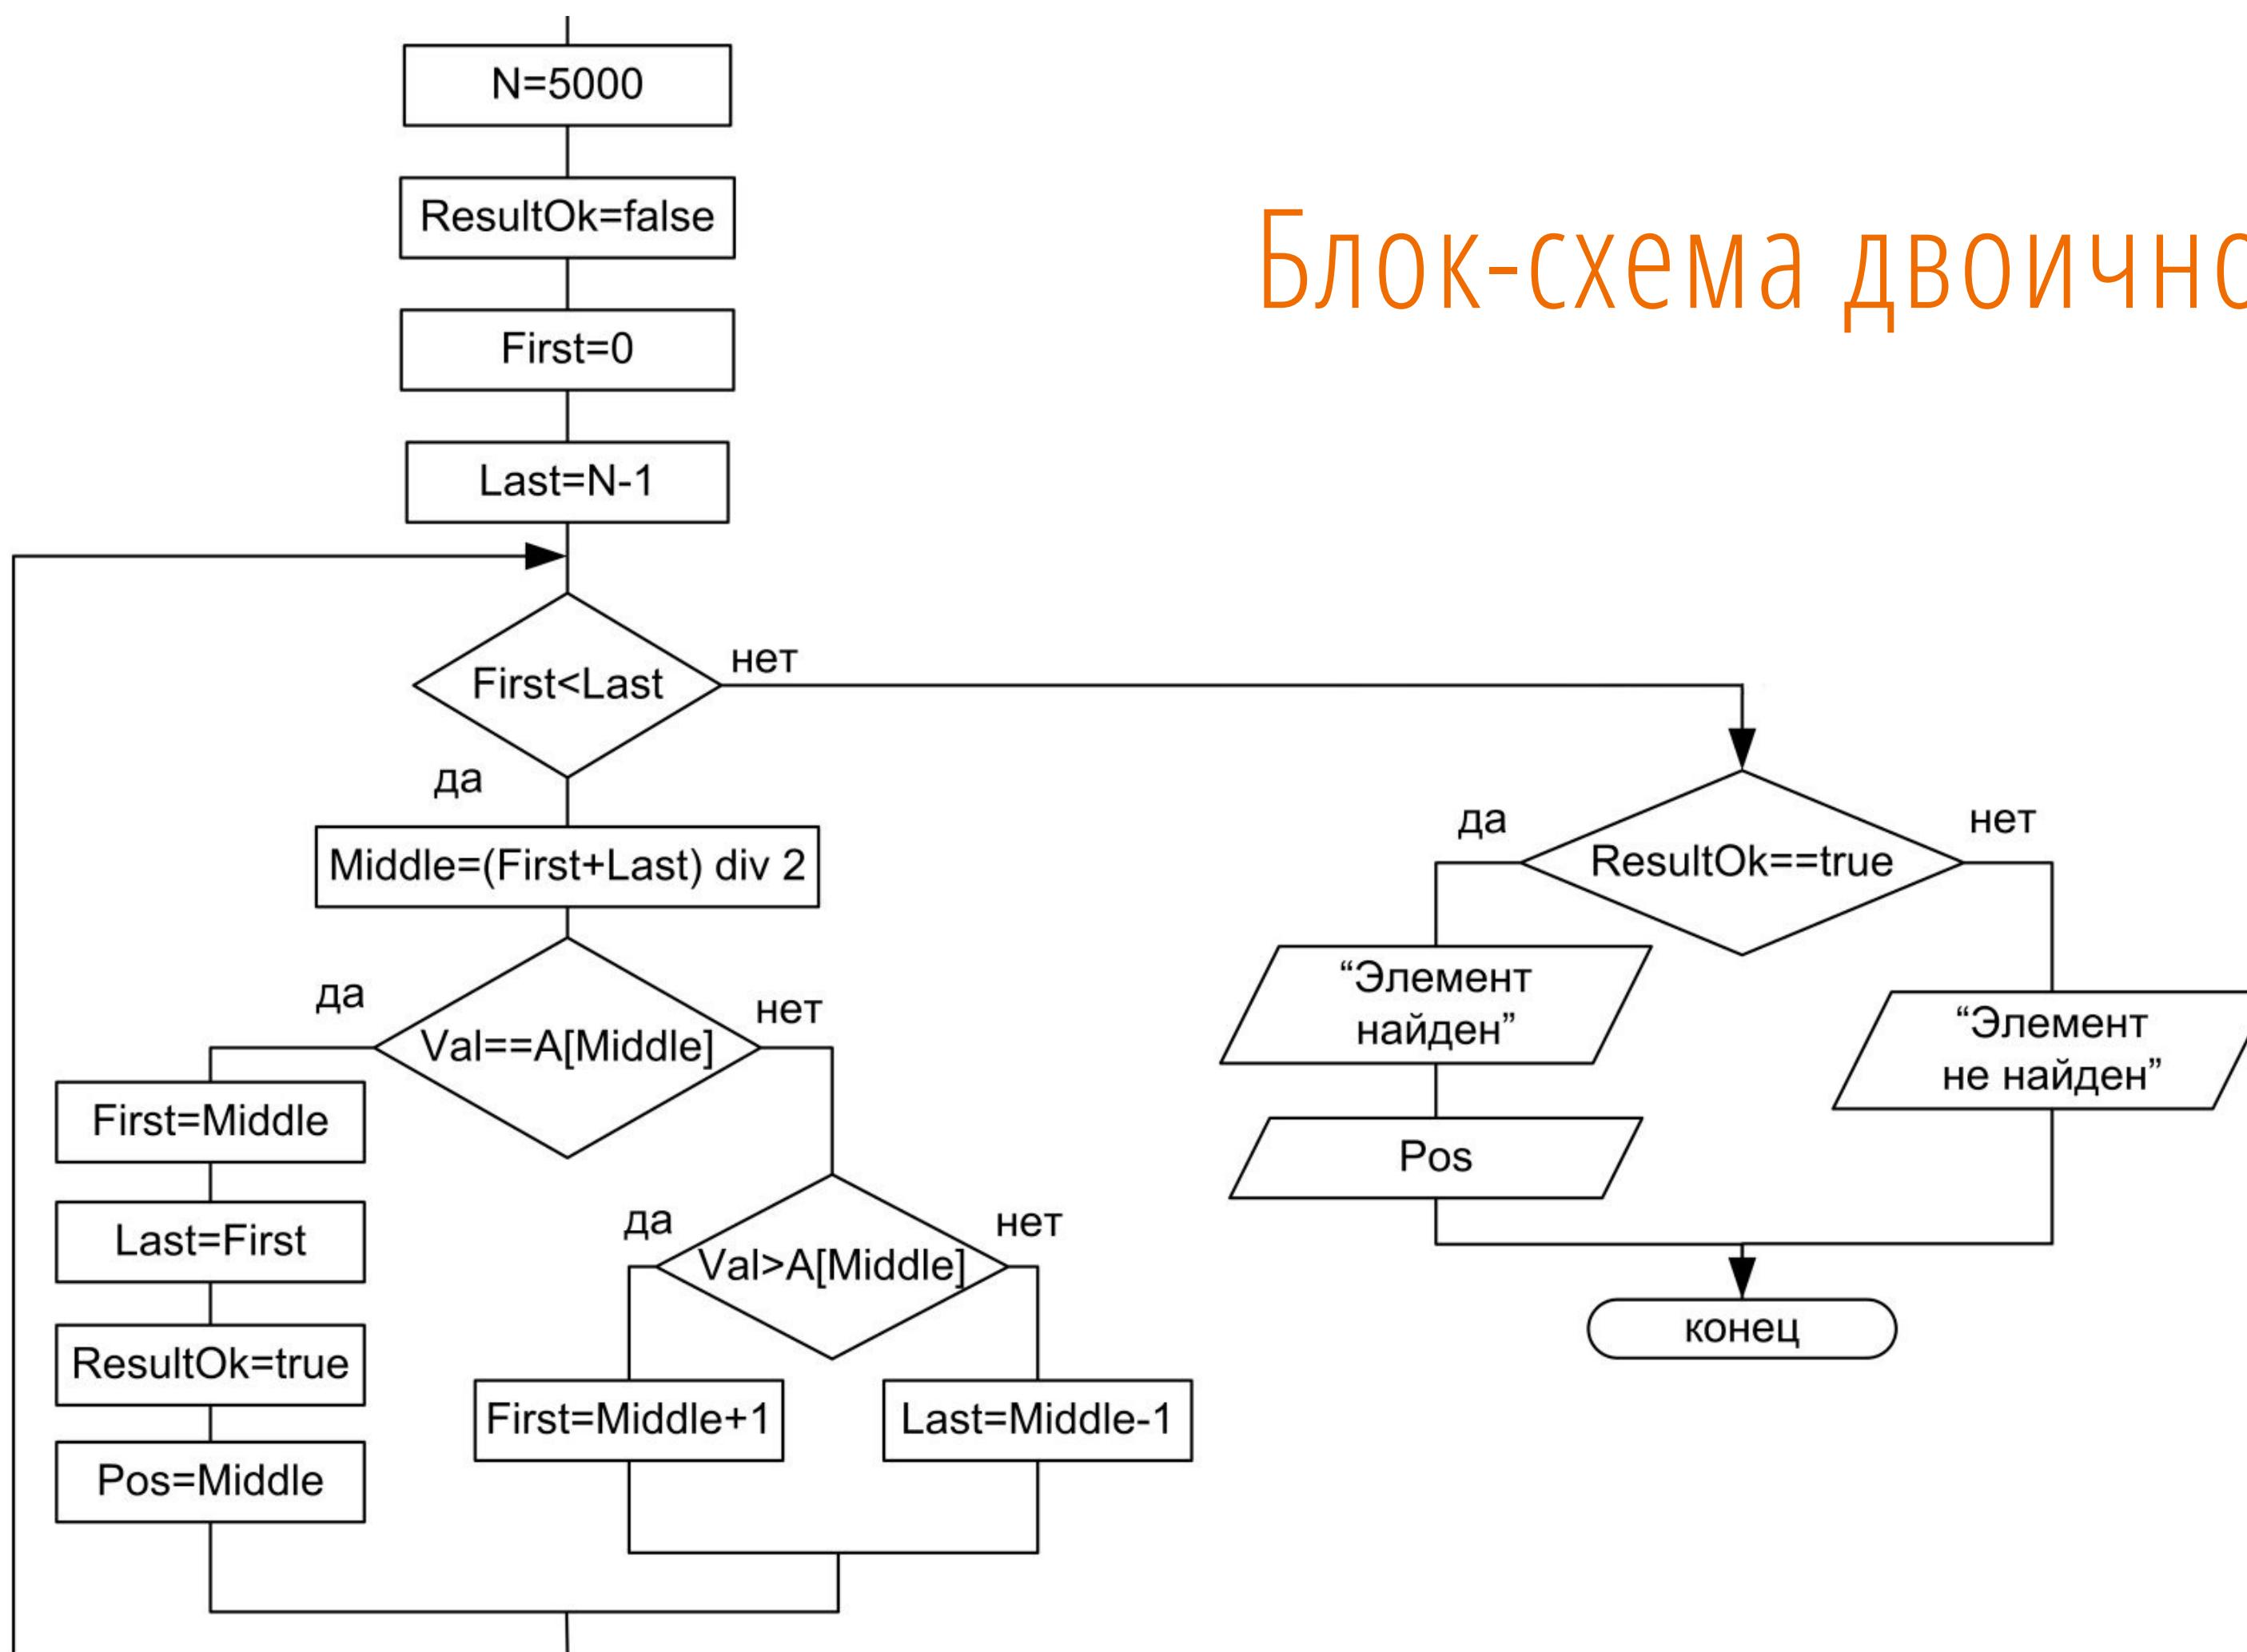 N=5000
ResultOk=false
Блок-схема
First=0
Last=N-1
First<Last
нет
да
Middle=(First+Last) div 2
Val==A[Middle]
да
нет
First=Middle
Last=First
ResultOk=true
Pos=Middle
Val>A[Middle]
да
нет
First=Middle+1
Last=Middle-1
ResultOk==true
да
нет
“Элемент
найден”
Pos
“Элемент
не найден”
конец